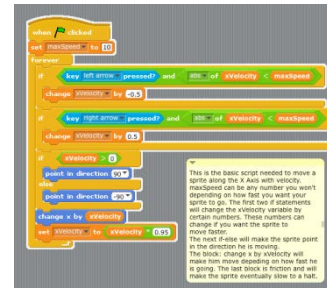 when clicked
set maxSpeed to 10
forever
if key left arrow pressed? and abs of xVelocity < maxSpeed
change xVelocity by -0.5
if key right arrow pressed? and abs of xVelocity < maxSpeed
change xVelocity by 0.5
if xVelocity > 0
point in direction 90
else
point in direction -90
change x by xVelocity
set xVelocity to xVelocity * 0.95
This is the basic script needed to move a
sprite along the X Axis with velocity.
maxSpeed can be any number you won't
depending on how fast you want your
sprite to go. The first two if statements
will change the xVelocity variable by
certain numbers. These numbers can
change if you want the sprite to
move faster.
The next if-else will make the sprite point
in the direction he is moving.
The block: change x by xVelocity will
make him move depeding on how fast he
is going. The last block is friction and will
make the sprite eventually slow to a halt.